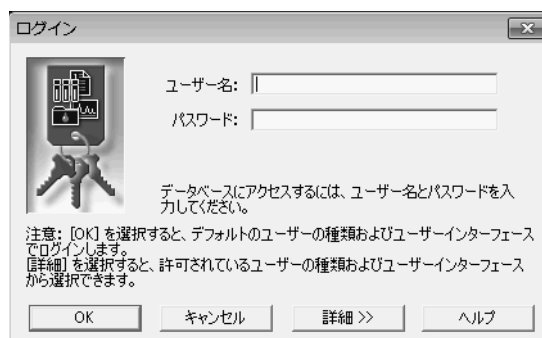 ログイン
ユーザー名:
パスワード:
データベースにアクセスするには、ユーザー名とパスワードを入
力してください。
注意: [OK] を選択すると、デフォルトのユーザーの種類およびユーザーインターフェース
でログインします。
[詳細] を選択すると、許可されているユーザーの種類およびユーザーインターフェース
から選択できます。
OK キャンセル 詳細 >> ヘルプ